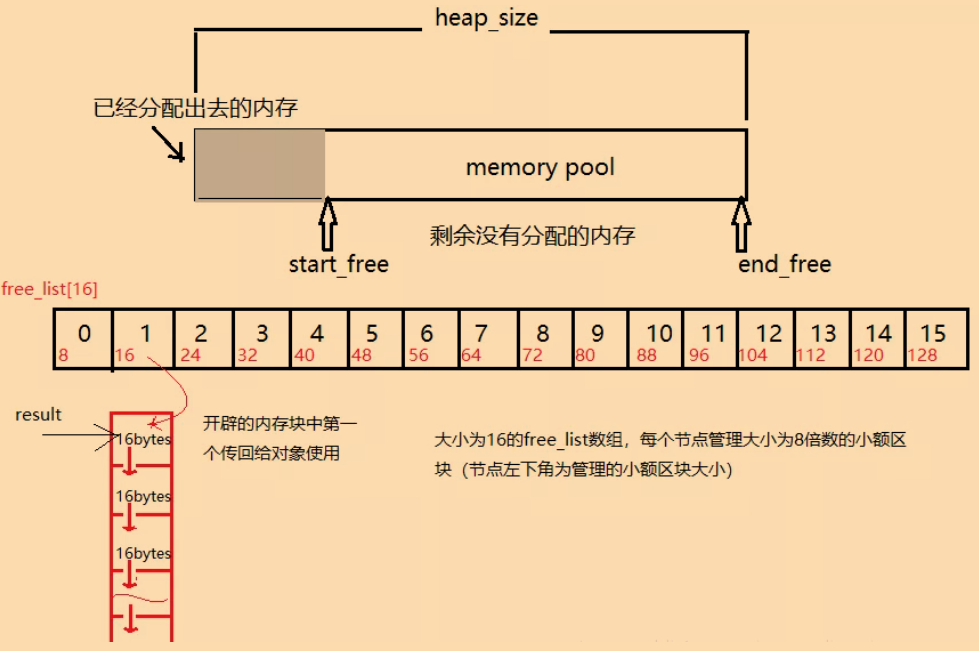 heap_size
已经分配出去的内存
memory pool
剩余没有分配的内存
start_free
end_free
free_list[16]
0 1 2 3 4 5 6 7 8 9 10 11 12 13 14 15
8 16 24 32 40 48 56 64 72 80 88 96 104 112 120 128
result
16bytes
开辟的内存块中第一
个传回给对象使用
大小为16的free_list数组，每个节点管理大小为8倍数的小额区
块（节点左下角为管理的小额区块大小）
16bytes
16bytes